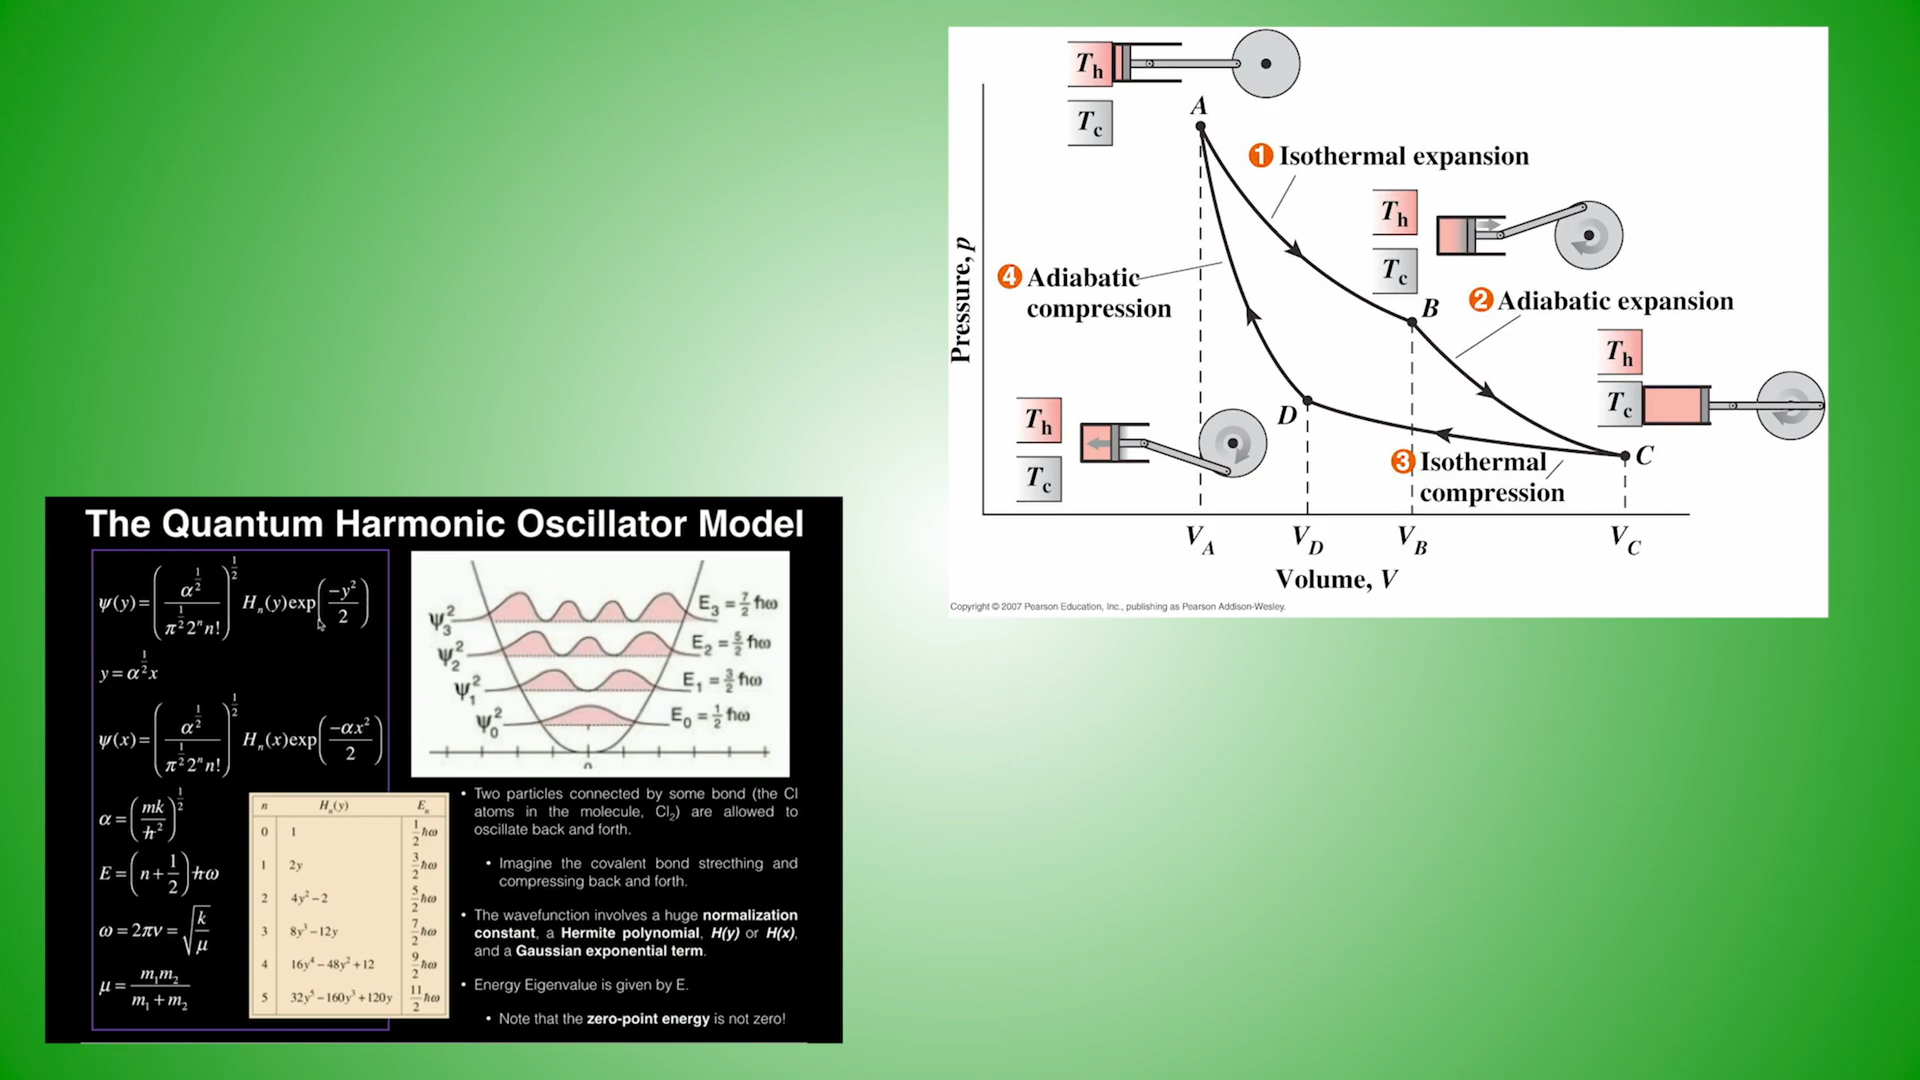 T_h
T_c
A
❶ Isothermal expansion
T_h
T_c
❹ Adiabatic
compression
B
❷ Adiabatic expansion
T_h
T_c
Pressure, p
D
T_h
T_c
❸ Isothermal
compression
C
V_A V_D V_B V_C
Volume, V
Copyright © 2007 Pearson Education, Inc., publishing as Pearson Addison-Wesley.
The Quantum Harmonic Oscillator Model
ψ(y)=(α^(1/2)/(π^(1/2)2ⁿn!))^(1/2) Hₙ(y)exp(-y²/2)
y=α^(1/2)x
ψ(x)=(α^(1/2)/(π^(1/2)2ⁿn!))^(1/2) Hₙ(x)exp(-αx²/2)
α=(mk/ħ²)^(1/2)
E=(n+1/2)ħω
ω=2πν=√(k/μ)
μ=m₁m₂/(m₁+m₂)
ψ₃² E₃ = 7/2 ħω
ψ₂² E₂ = 5/2 ħω
ψ₁² E₁ = 3/2 ħω
ψ₀² E₀ = 1/2 ħω
0
n Hₙ(y) Eₙ
0 1 1/2 ħω
1 2y 3/2 ħω
2 4y²−2 5/2 ħω
3 8y³−12y 7/2 ħω
4 16y⁴−48y²+12 9/2 ħω
5 32y⁵−160y³+120y 11/2 ħω
• Two particles connected by some bond (the Cl
atoms in the molecule, Cl₂) are allowed to
oscillate back and forth.
• Imagine the covalent bond strecthing and
compressing back and forth.
• The wavefunction involves a huge normalization
constant, a Hermite polynomial, H(y) or H(x),
and a Gaussian exponential term.
• Energy Eigenvalue is given by E.
• Note that the zero-point energy is not zero!